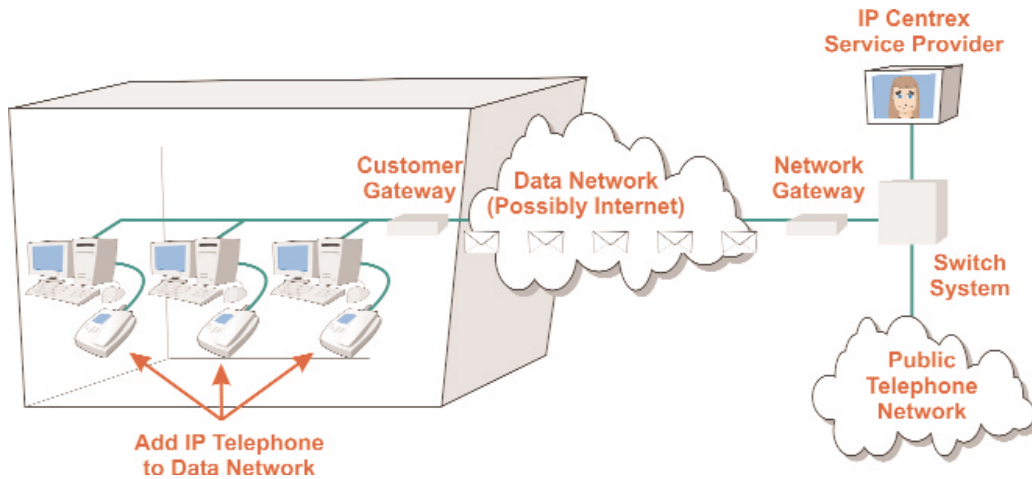 IP Centrex
Service Provider
Customer
Gateway
Data Network
(Possibly Internet)
Network
Gateway
Switch
System
Public
Telephone
Network
Add IP Telephone
to Data Network